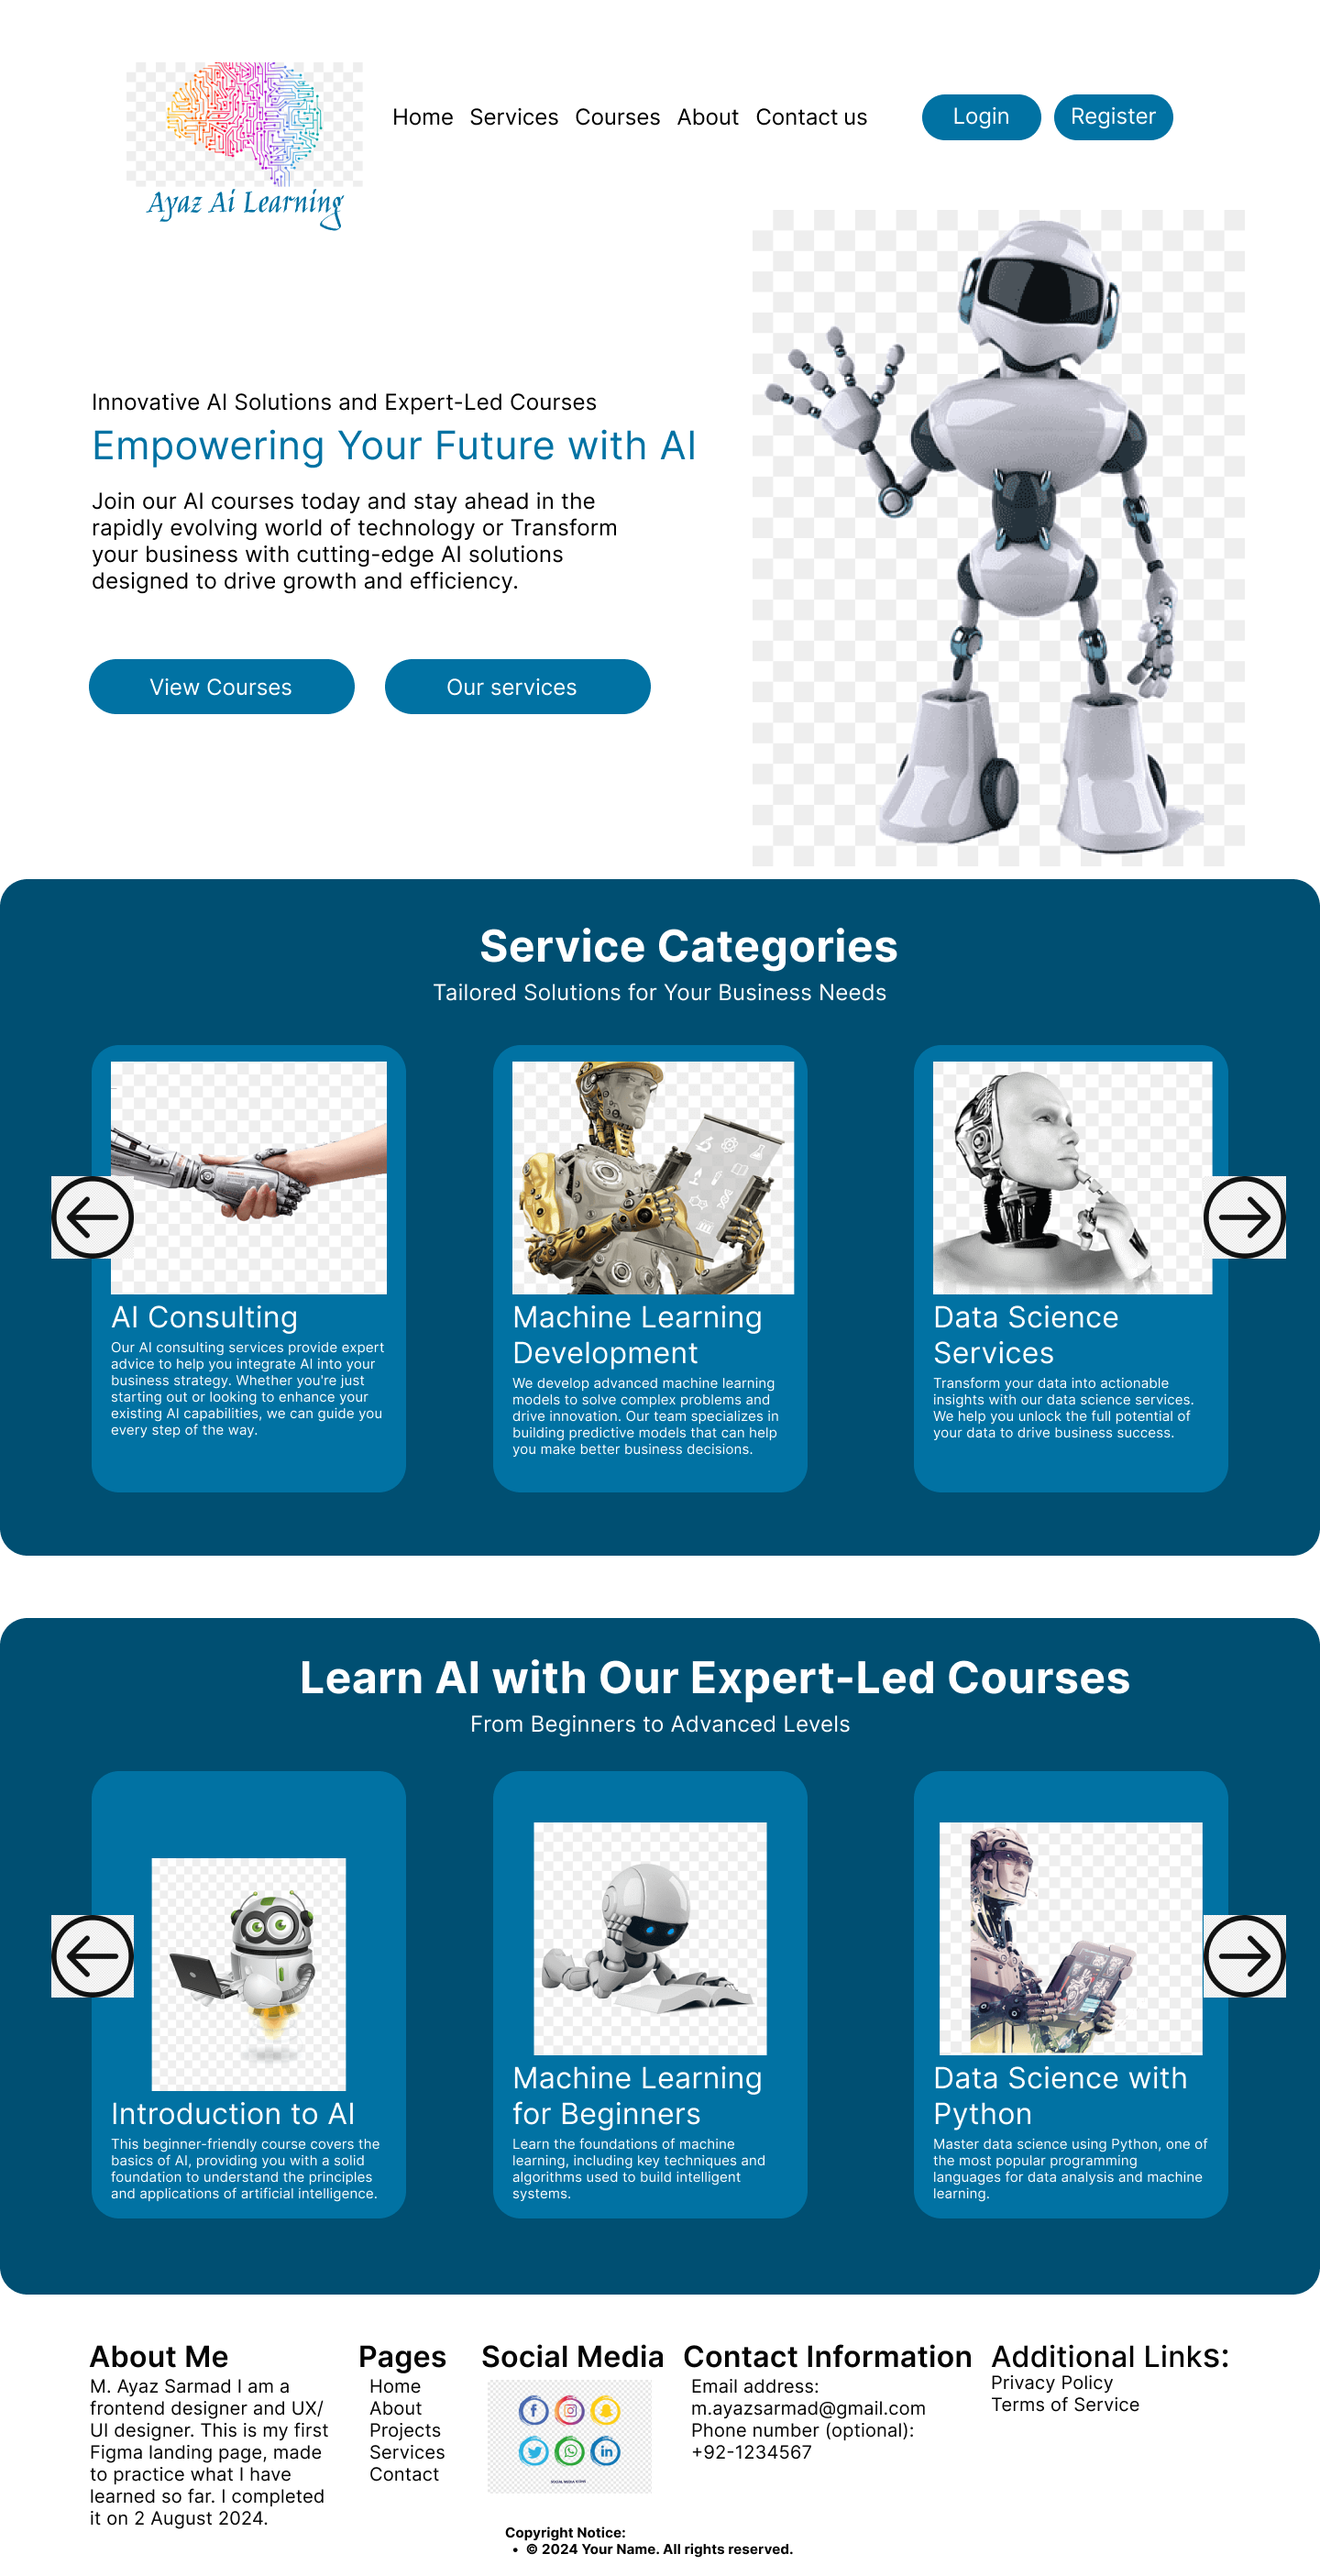 Ayaz Ai Learning
Home Services Courses About Contact us
Login
Register
Innovative AI Solutions and Expert-Led Courses
Empowering Your Future with AI
Join our AI courses today and stay ahead in the
rapidly evolving world of technology or Transform
your business with cutting-edge AI solutions
designed to drive growth and efficiency.
View Courses
Our services
Service Categories
Tailored Solutions for Your Business Needs
AI Consulting
Our AI consulting services provide expert
advice to help you integrate AI into your
business strategy. Whether you're just
starting out or looking to enhance your
existing AI capabilities, we can guide you
every step of the way.
Machine Learning
Development
We develop advanced machine learning
models to solve complex problems and
drive innovation. Our team specializes in
building predictive models that can help
you make better business decisions.
Data Science
Services
Transform your data into actionable
insights with our data science services.
We help you unlock the full potential of
your data to drive business success.
Learn AI with Our Expert-Led Courses
From Beginners to Advanced Levels
Introduction to AI
This beginner-friendly course covers the
basics of AI, providing you with a solid
foundation to understand the principles
and applications of artificial intelligence.
Machine Learning
for Beginners
Learn the foundations of machine
learning, including key techniques and
algorithms used to build intelligent
systems.
Data Science with
Python
Master data science using Python, one of
the most popular programming
languages for data analysis and machine
learning.
About Me
M. Ayaz Sarmad I am a
frontend designer and UX/
UI designer. This is my first
Figma landing page, made
to practice what I have
learned so far. I completed
it on 2 August 2024.
Pages
Home
About
Projects
Services
Contact
Social Media
SOCIAL MEDIA ICONS
Contact Information
Email address:
m.ayazsarmad@gmail.com
Phone number (optional):
+92-1234567
Additional Links:
Privacy Policy
Terms of Service
Copyright Notice:
• © 2024 Your Name. All rights reserved.